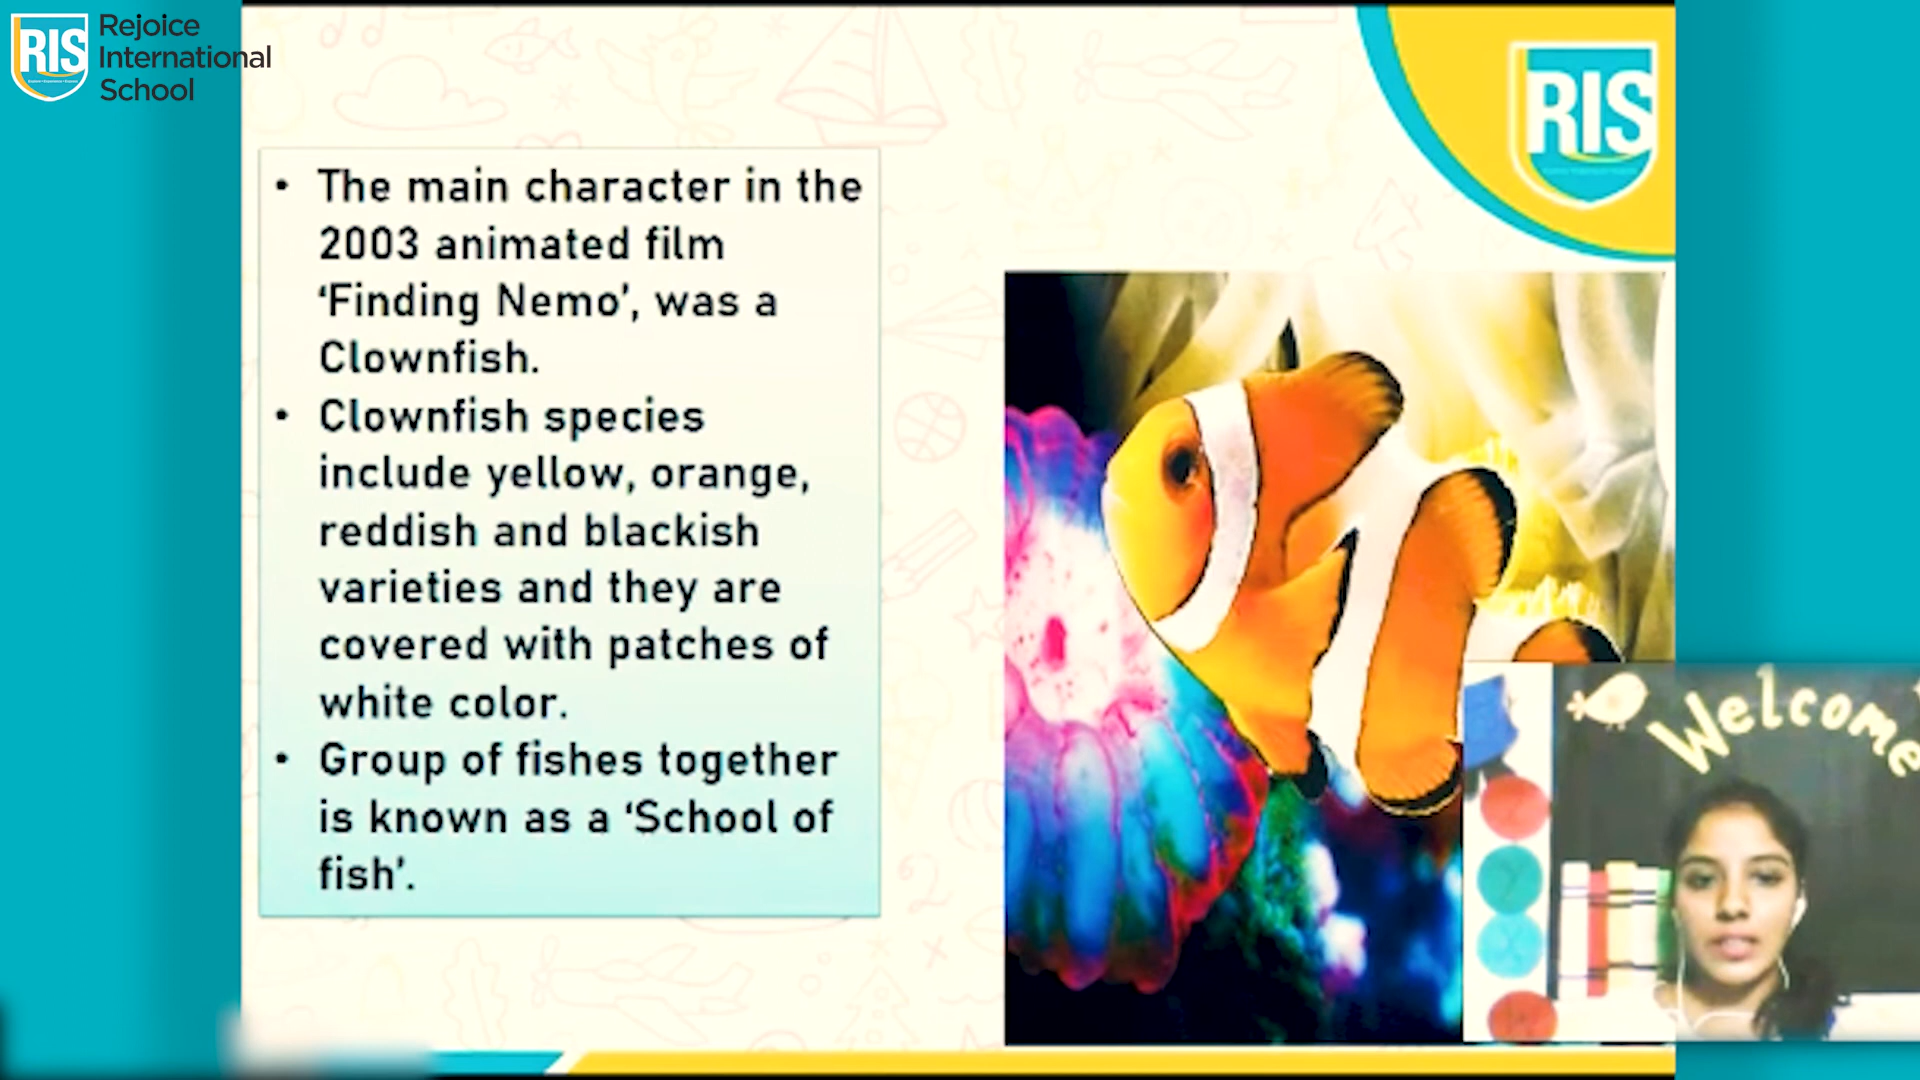 RIS
Rejoice
International
School
RIS
• The main character in the
2003 animated film
‘Finding Nemo’, was a
Clownfish.
• Clownfish species
include yellow, orange,
reddish and blackish
varieties and they are
covered with patches of
white color.
• Group of fishes together
is known as a ‘School of
fish’.
Welcome